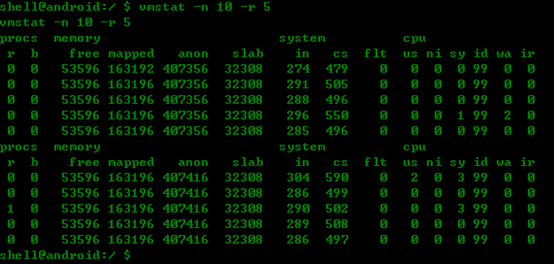 shell@android:/ $ vmstat -n 10 -r 5
vmstat -n 10 -r 5
procs memory system cpu
r b free mapped anon slab in cs flt us ni sy id wa ir
0 0 53596 163192 407356 32308 274 479 0 0 0 0 99 0 0
0 0 53596 163196 407356 32308 291 505 0 0 0 0 99 0 0
0 0 53596 163196 407356 32308 288 496 0 0 0 0 99 0 0
0 0 53596 163196 407356 32308 296 550 0 0 0 1 99 2 0
0 0 53596 163196 407356 32308 285 496 0 0 0 0 99 0 0
procs memory system cpu
r b free mapped anon slab in cs flt us ni sy id wa ir
0 0 53596 163196 407416 32308 304 590 0 2 0 3 99 0 0
0 0 53596 163196 407416 32308 286 499 0 0 0 0 99 0 0
1 0 53596 163196 407416 32308 290 502 0 0 0 3 99 0 0
0 0 53596 163196 407416 32308 289 508 0 0 0 0 99 0 0
0 0 53596 163196 407416 32308 286 497 0 0 0 0 99 0 0
shell@android:/ $